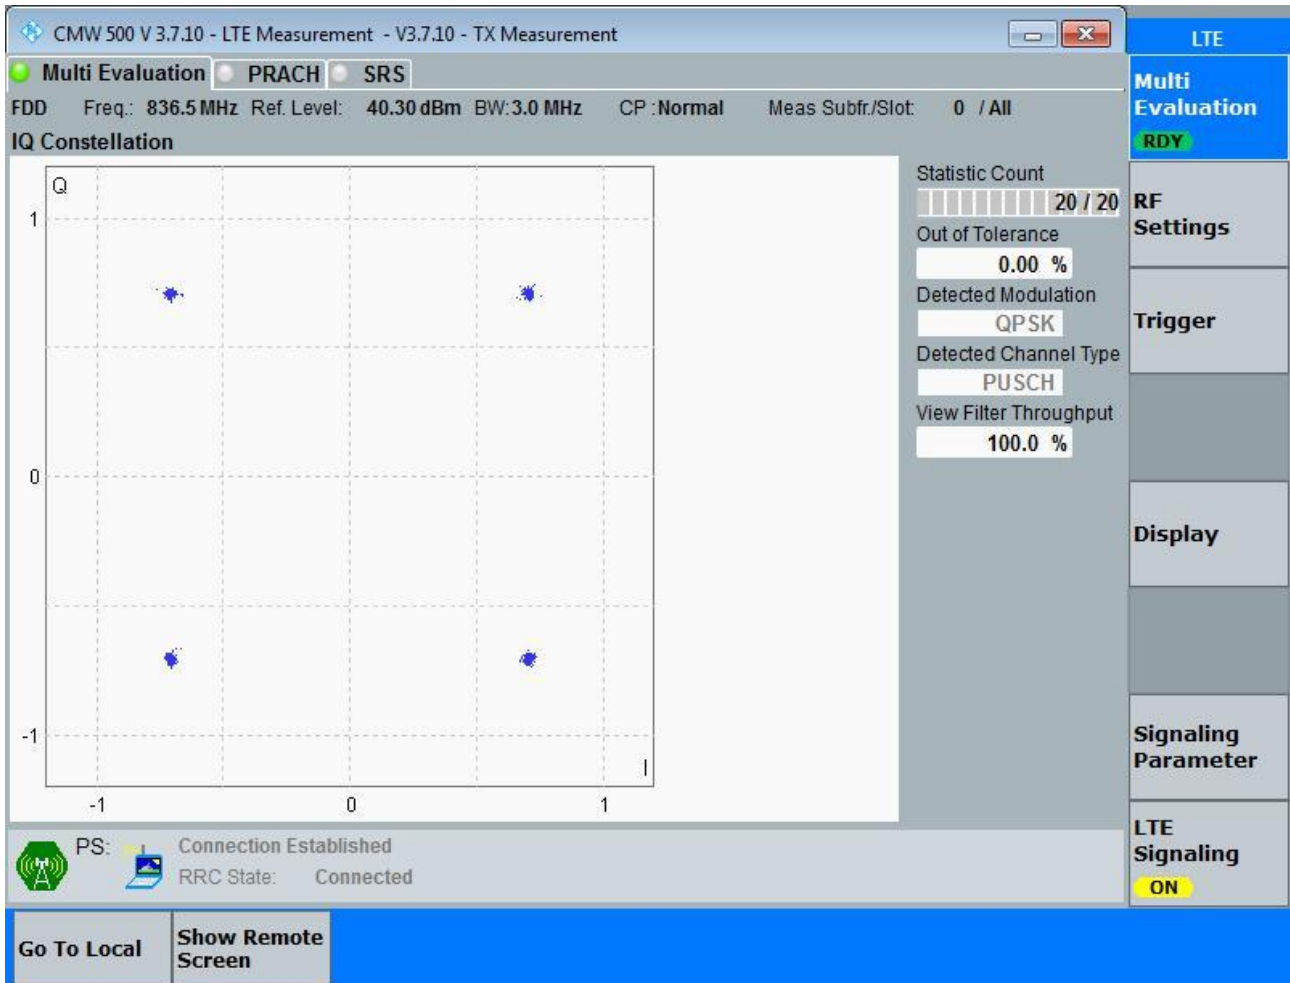 CMW 500 V 3.7.10 - LTE Measurement - V3.7.10 - TX Measurement
LTE
Multi Evaluation PRACH SRS
FDD Freq.: 836.5 MHz Ref. Level: 40.30 dBm BW: 3.0 MHz CP : Normal Meas Subfr./Slot: 0 / All
IQ Constellation
Q
1
0
-1
-1 0 1
I
Statistic Count
20 / 20
Out of Tolerance
0.00 %
Detected Modulation
QPSK
Detected Channel Type
PUSCH
View Filter Throughput
100.0 %
Multi
Evaluation
RDY
RF
Settings
Trigger
Display
Signaling
Parameter
LTE
Signaling
ON
PS: Connection Established
RRC State: Connected
Go To Local
Show Remote
Screen